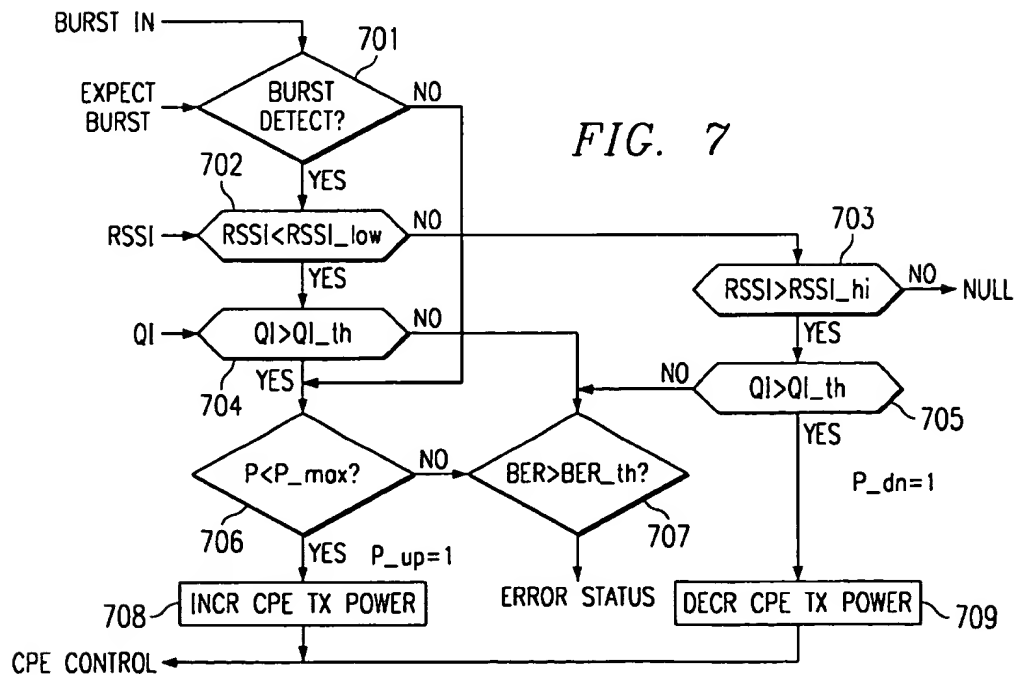 BURST IN
701
EXPECT
BURST
BURST
DETECT?
NO
FIG. 7
702
YES
RSSI
RSSI<RSSI_low
NO
703
YES
RSSI>RSSI_hi
NO
NULL
QI
QI>QI_th
NO
YES
704
YES
NO
QI>QI_th
705
YES
P<P_max?
NO
BER>BER_th?
P_dn=1
706
707
YES
P_up=1
708
INCR CPE TX POWER
ERROR STATUS
DECR CPE TX POWER
709
CPE CONTROL